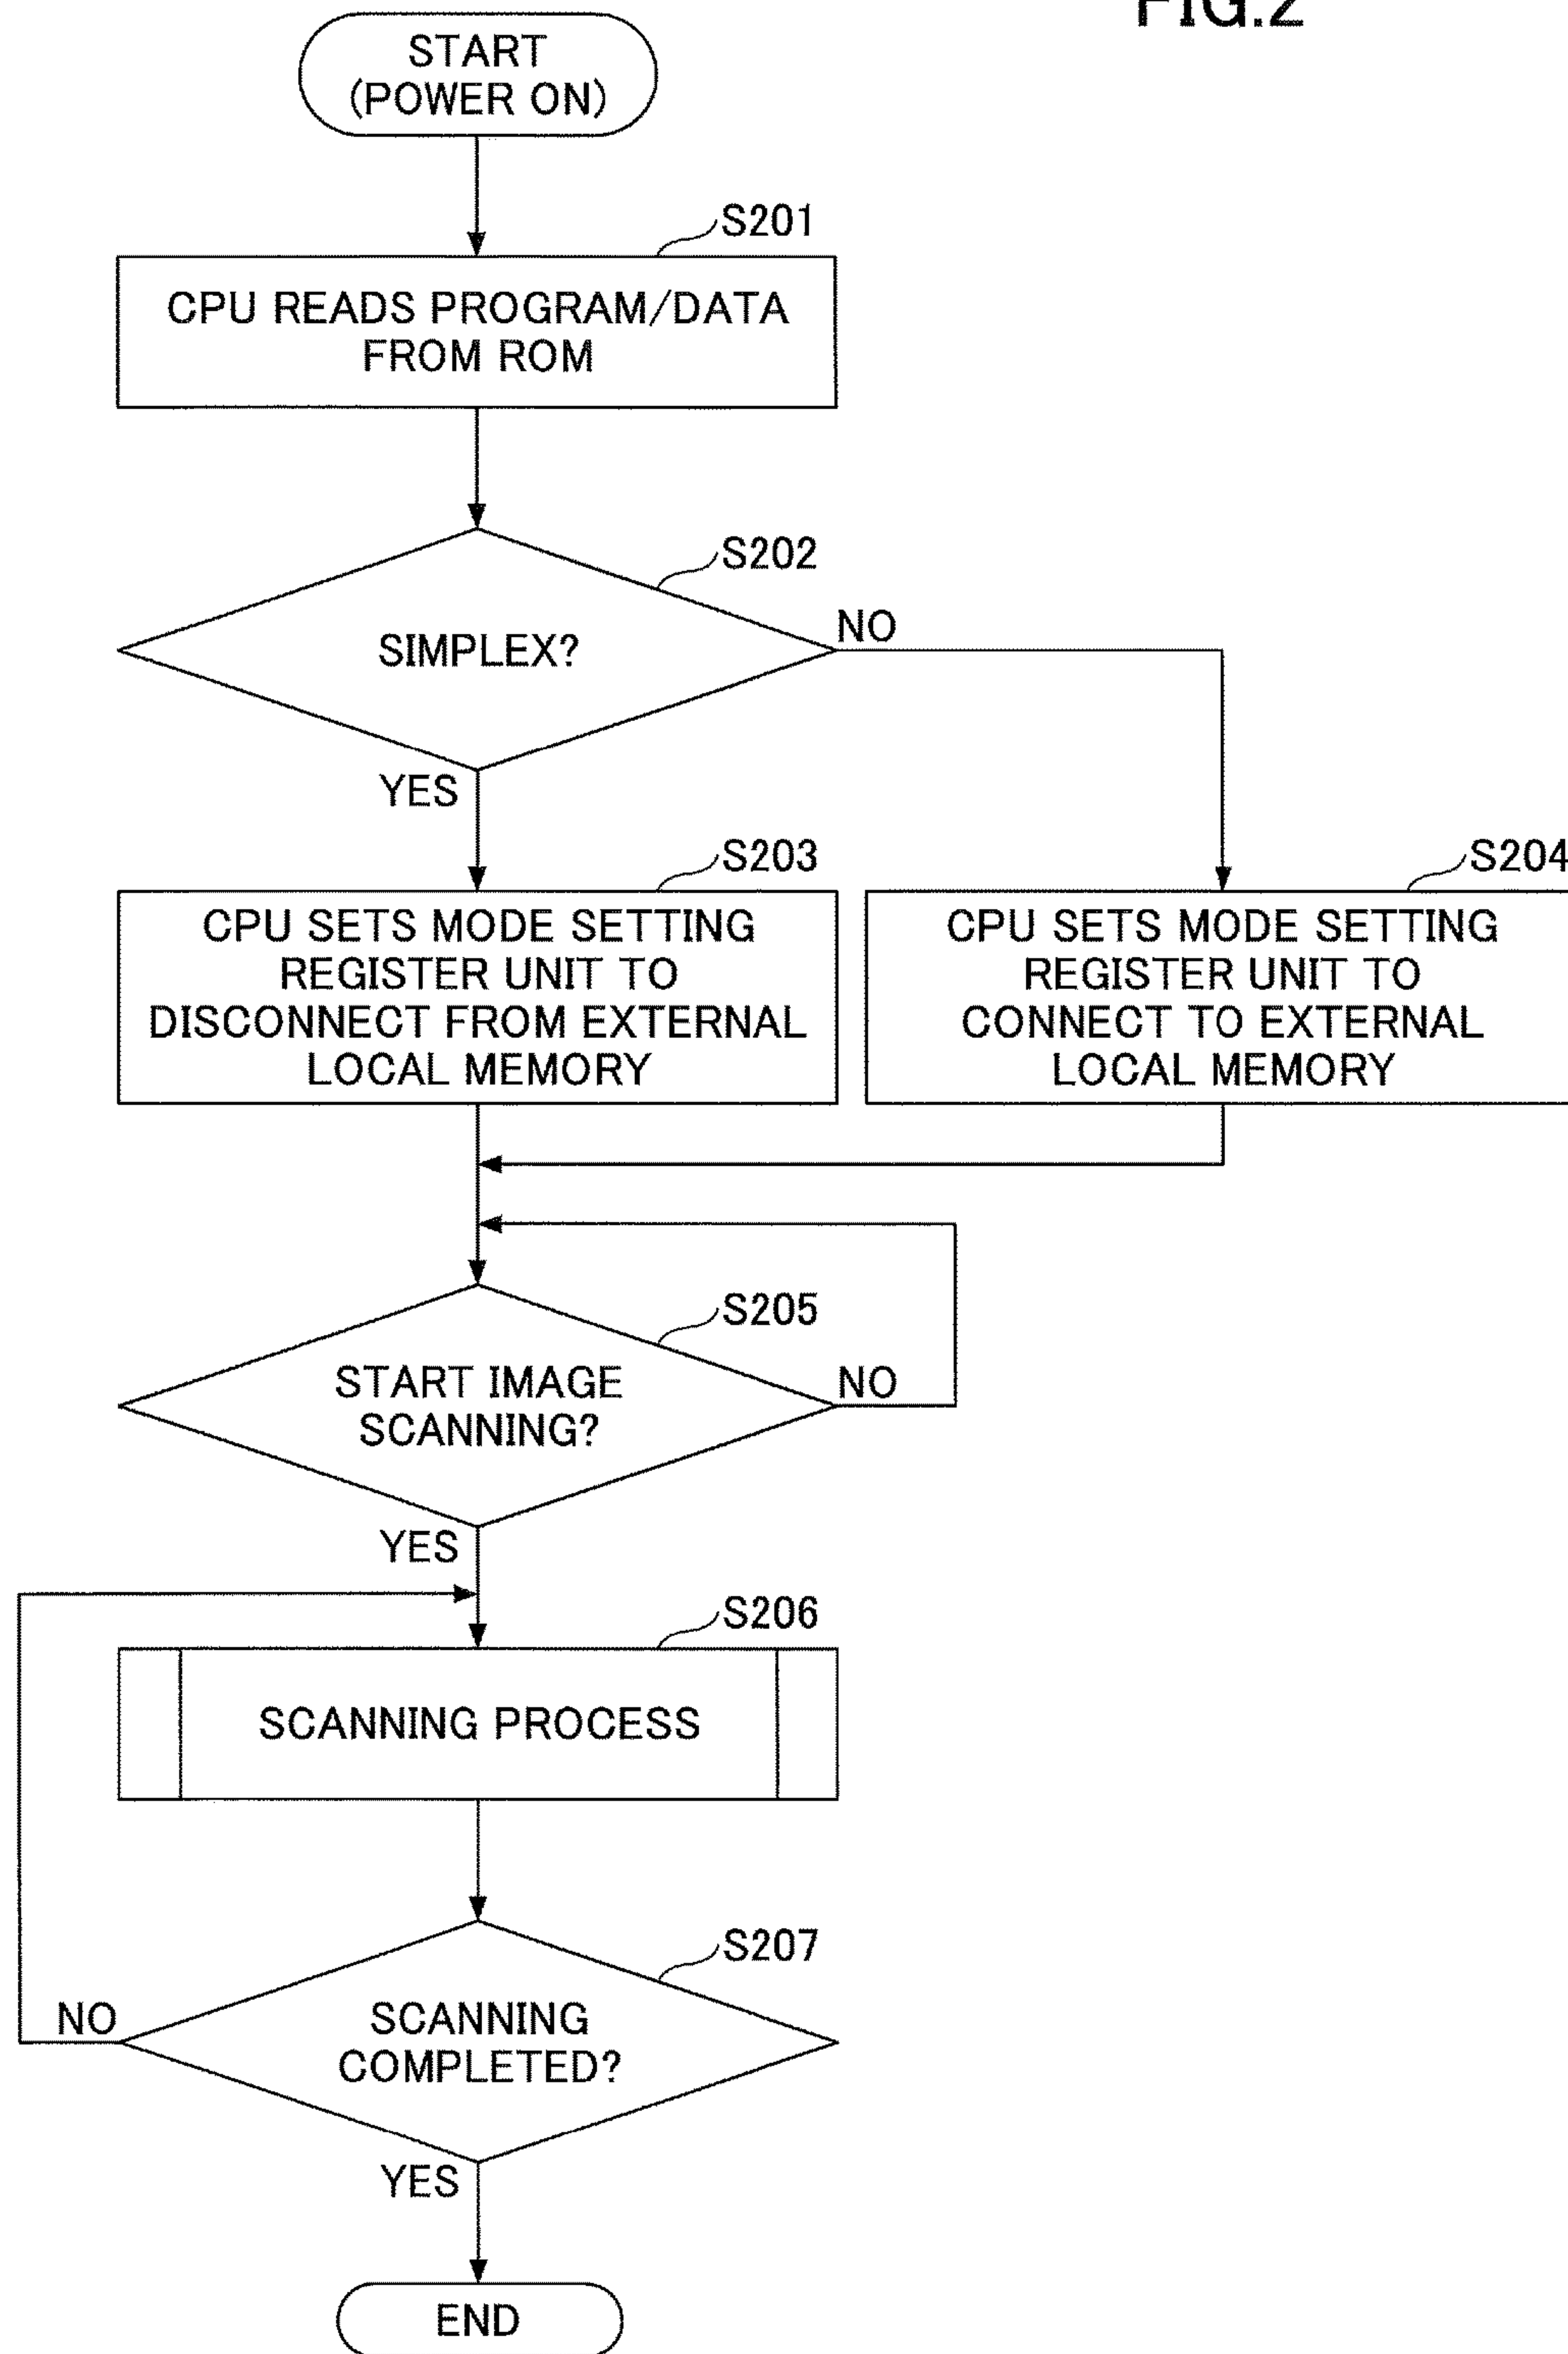 FIG.2
START
(POWER ON)
S201
CPU READS PROGRAM/DATA
FROM ROM
S202
SIMPLEX?
NO
YES
S203
CPU SETS MODE SETTING
REGISTER UNIT TO
DISCONNECT FROM EXTERNAL
LOCAL MEMORY
S204
CPU SETS MODE SETTING
REGISTER UNIT TO
CONNECT TO EXTERNAL
LOCAL MEMORY
S205
START IMAGE
SCANNING?
NO
YES
S206
SCANNING PROCESS
S207
SCANNING
COMPLETED?
NO
YES
END